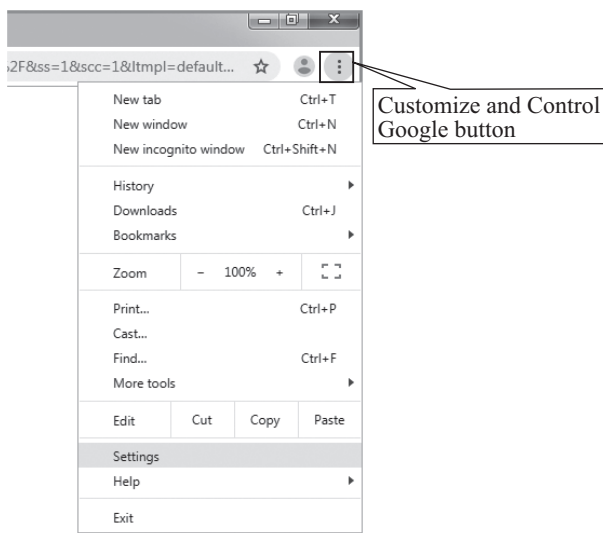 2F&ss=1&scc=1&ltmpl=default...
Customize and Control
Google button
New tab Ctrl+T
New window Ctrl+N
New incognito window Ctrl+Shift+N
History
Downloads Ctrl+J
Bookmarks
Zoom - 100% +
Print... Ctrl+P
Cast...
Find... Ctrl+F
More tools
Edit Cut Copy Paste
Settings
Help
Exit